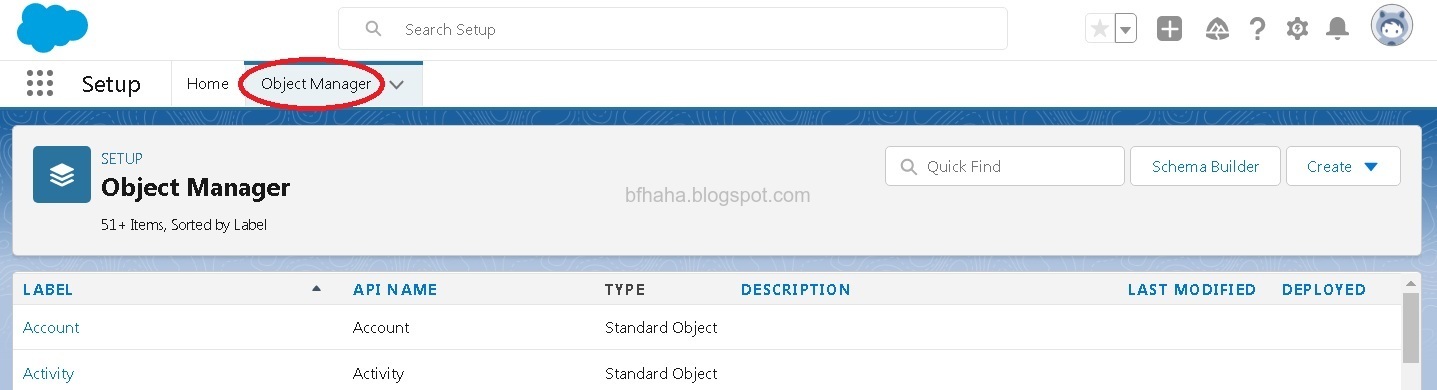 Search Setup
Setup Home Object Manager
SETUP
Object Manager
51+ Items, Sorted by Label
Quick Find Schema Builder Create
bfhaha.blogspot.com
LABEL API NAME TYPE DESCRIPTION LAST MODIFIED DEPLOYED
Account Account Standard Object
Activity Activity Standard Object